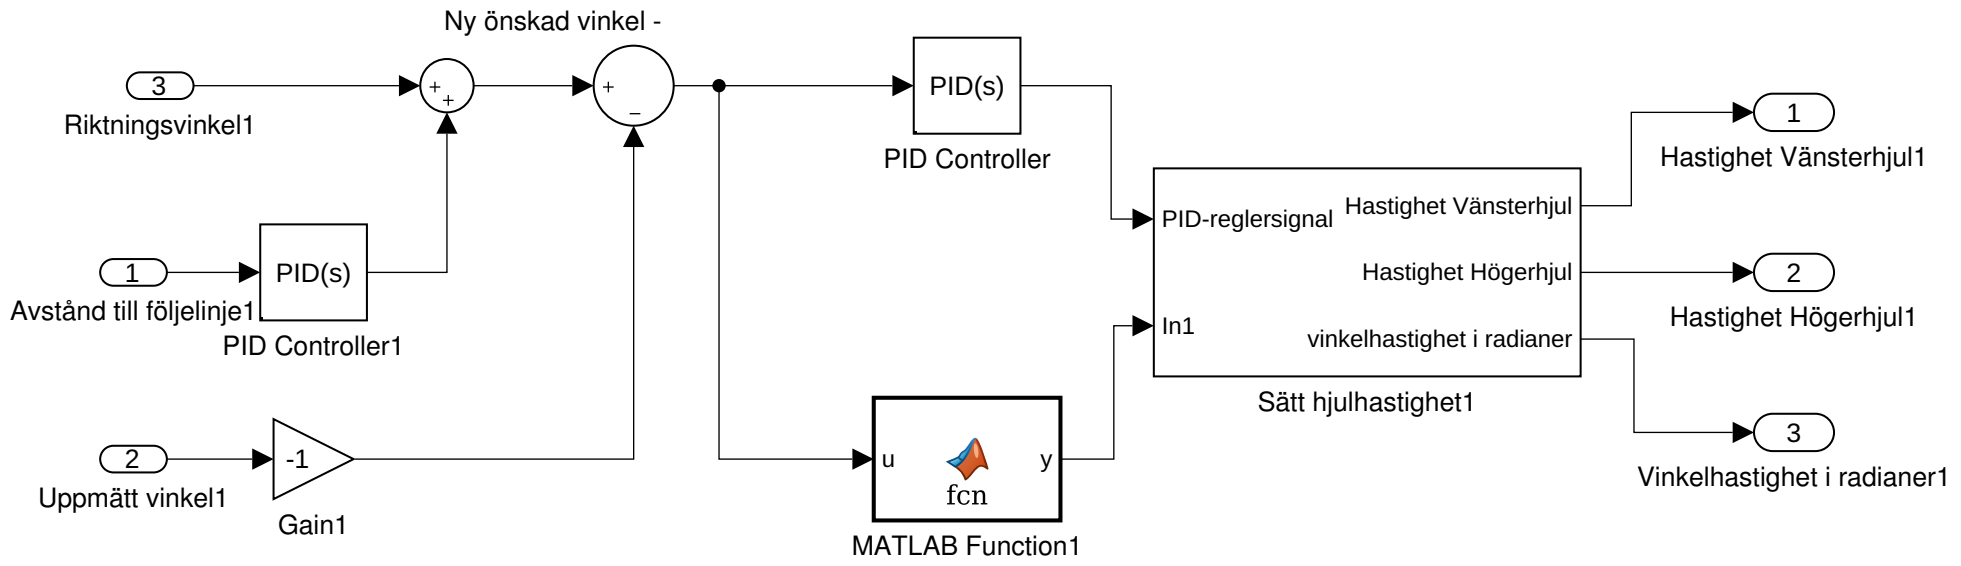 Ny önskad vinkel -
3
+
+
+
−
PID(s)
Riktningsvinkel1
PID Controller
1
Hastighet Vänsterhjul1
PID-reglersignal
Hastighet Vänsterhjul
1
PID(s)
Hastighet Högerhjul
2
Avstånd till följelinje1
Hastighet Högerhjul1
PID Controller1
In1
vinkelhastighet i radianer
Sätt hjulhastighet1
3
Vinkelhastighet i radianer1
2
-1
u
y
fcn
Uppmätt vinkel1
Gain1
MATLAB Function1